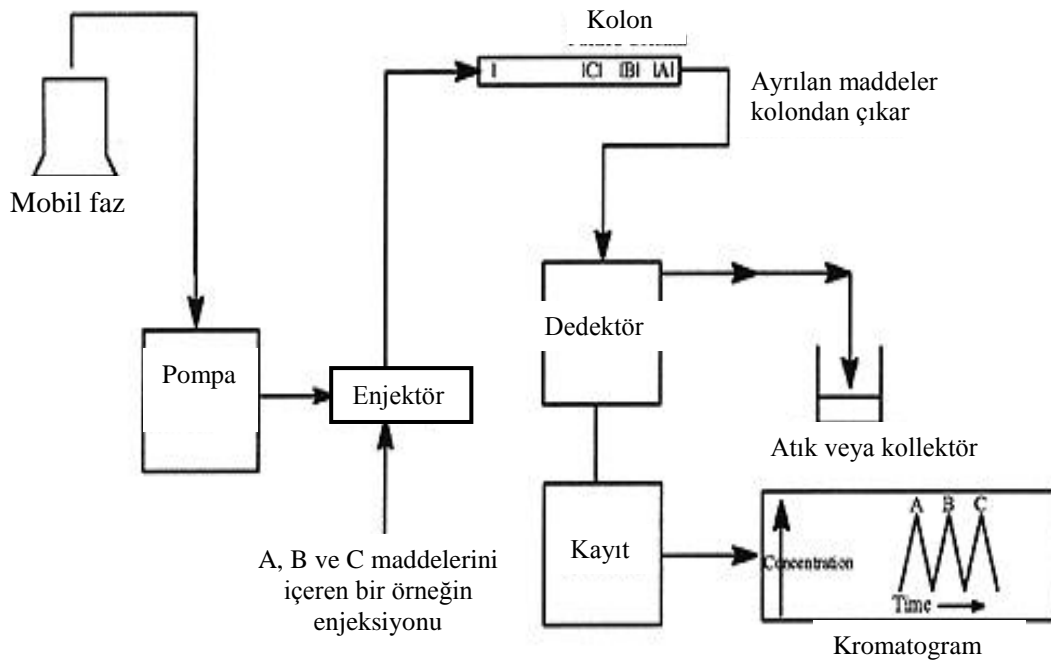 Kolon
|C| |B| |A|
Ayrılan maddeler
kolondan çıkar
Mobil faz
Pompa
Enjektör
Dedektör
Atık veya kollektör
A, B ve C maddelerini
içeren bir örneğin
enjeksiyonu
Kayıt
A B C
Concentration
Time
Kromatogram